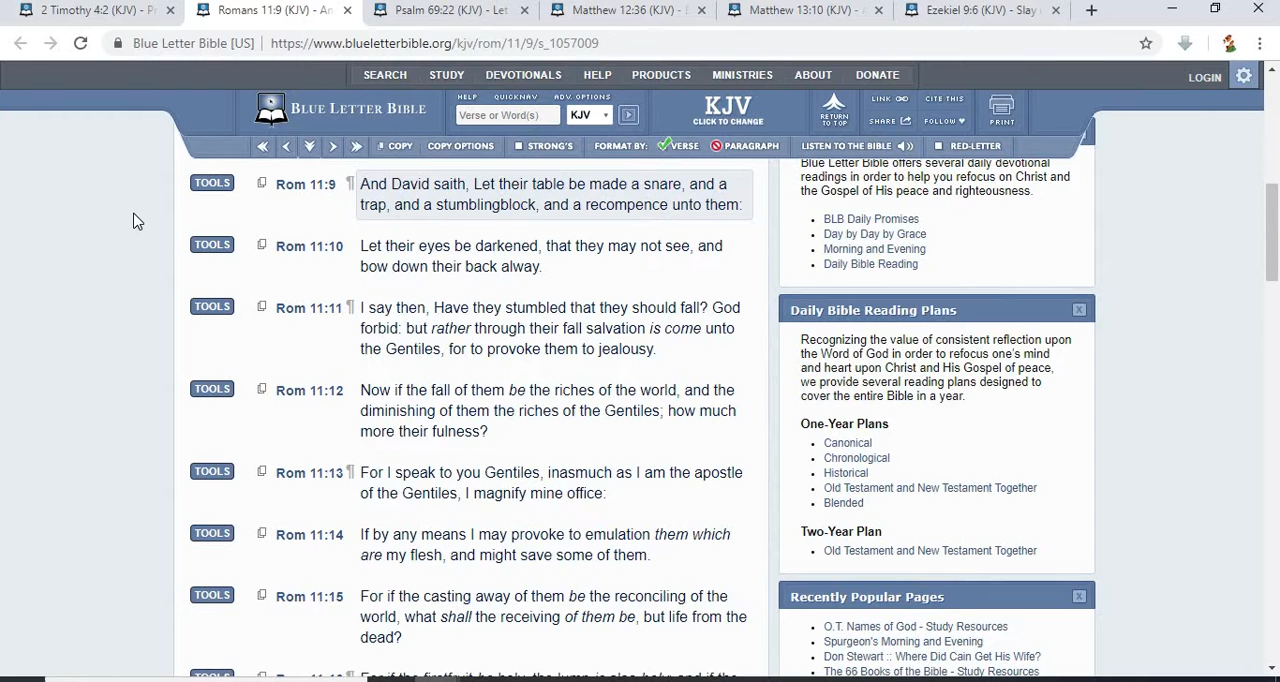 2 Timothy 4:2 (KJV) - P
Romans 11:9 (KJV) - An
Psalm 69:22 (KJV) - Let
Matthew 12:36 (KJV) - 
Matthew 13:10 (KJV) - 
Ezekiel 9:6 (KJV) - Slay
Blue Letter Bible [US]
https://www.blueletterbible.org/kjv/rom/11/9/s_1057009
SEARCH STUDY DEVOTIONALS HELP PRODUCTS MINISTRIES ABOUT DONATE
LOGIN
BLUE LETTER BIBLE
HELP QUICKNAV ADV. OPTIONS
Verse or Word(s) KJV
KJV
CLICK TO CHANGE
RETURN
TO TOP
LINK CITE THIS
SHARE FOLLOW
PRINT
COPY COPY OPTIONS STRONG'S FORMAT BY: VERSE PARAGRAPH LISTEN TO THE BIBLE RED-LETTER
TOOLS Rom 11:9 ¶ And David saith, Let their table be made a snare, and a
trap, and a stumblingblock, and a recompence unto them:
TOOLS Rom 11:10 Let their eyes be darkened, that they may not see, and
bow down their back alway.
TOOLS Rom 11:11 ¶ I say then, Have they stumbled that they should fall? God
forbid: but rather through their fall salvation is come unto
the Gentiles, for to provoke them to jealousy.
TOOLS Rom 11:12 Now if the fall of them be the riches of the world, and the
diminishing of them the riches of the Gentiles; how much
more their fulness?
TOOLS Rom 11:13 ¶ For I speak to you Gentiles, inasmuch as I am the apostle
of the Gentiles, I magnify mine office:
TOOLS Rom 11:14 If by any means I may provoke to emulation them which
are my flesh, and might save some of them.
TOOLS Rom 11:15 For if the casting away of them be the reconciling of the
world, what shall the receiving of them be, but life from the
dead?
For if the firstfruit be holy, the lump is also holy: and if the
Blue Letter Bible offers several daily devotional
readings in order to help you refocus on Christ and
the Gospel of His peace and righteousness.
BLB Daily Promises
Day by Day by Grace
Morning and Evening
Daily Bible Reading
Daily Bible Reading Plans
Recognizing the value of consistent reflection upon
the Word of God in order to refocus one's mind
and heart upon Christ and His Gospel of peace,
we provide several reading plans designed to
cover the entire Bible in a year.
One-Year Plans
Canonical
Chronological
Historical
Old Testament and New Testament Together
Blended
Two-Year Plan
Old Testament and New Testament Together
Recently Popular Pages
O.T. Names of God - Study Resources
Spurgeon's Morning and Evening
Don Stewart :: Where Did Cain Get His Wife?
The 66 Books of the Bible - Study Resources